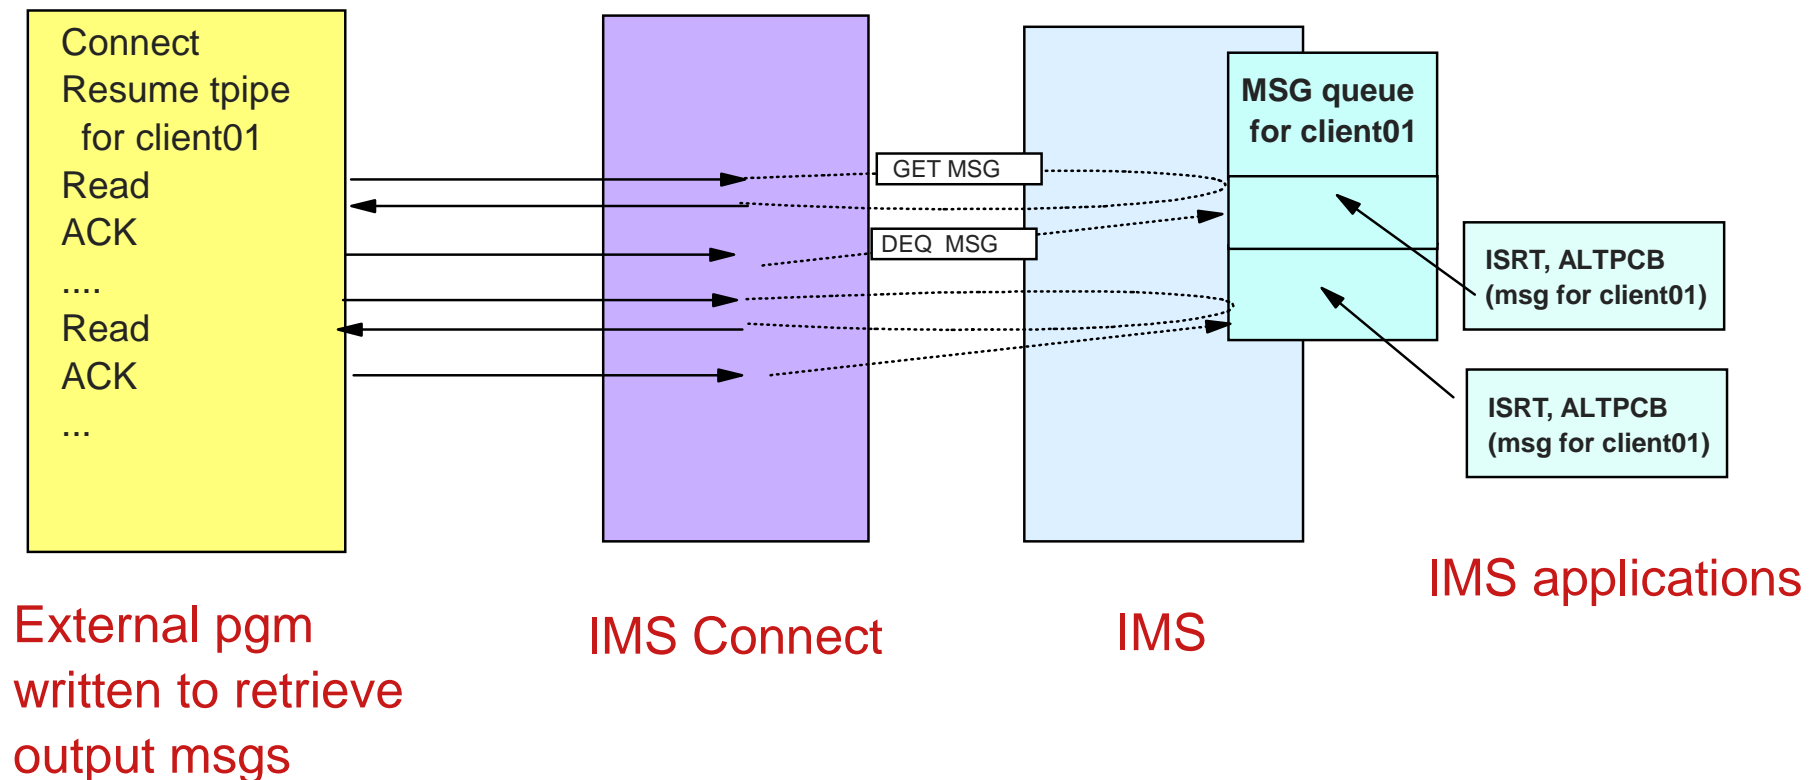 Connect
Resume tpipe
for client01
Read
ACK
....
Read
ACK
...
GET MSG
DEQ MSG
MSG queue
for client01
ISRT, ALTPCB
(msg for client01)
ISRT, ALTPCB
(msg for client01)
External pgm
written to retrieve
output msgs
IMS Connect
IMS
IMS applications